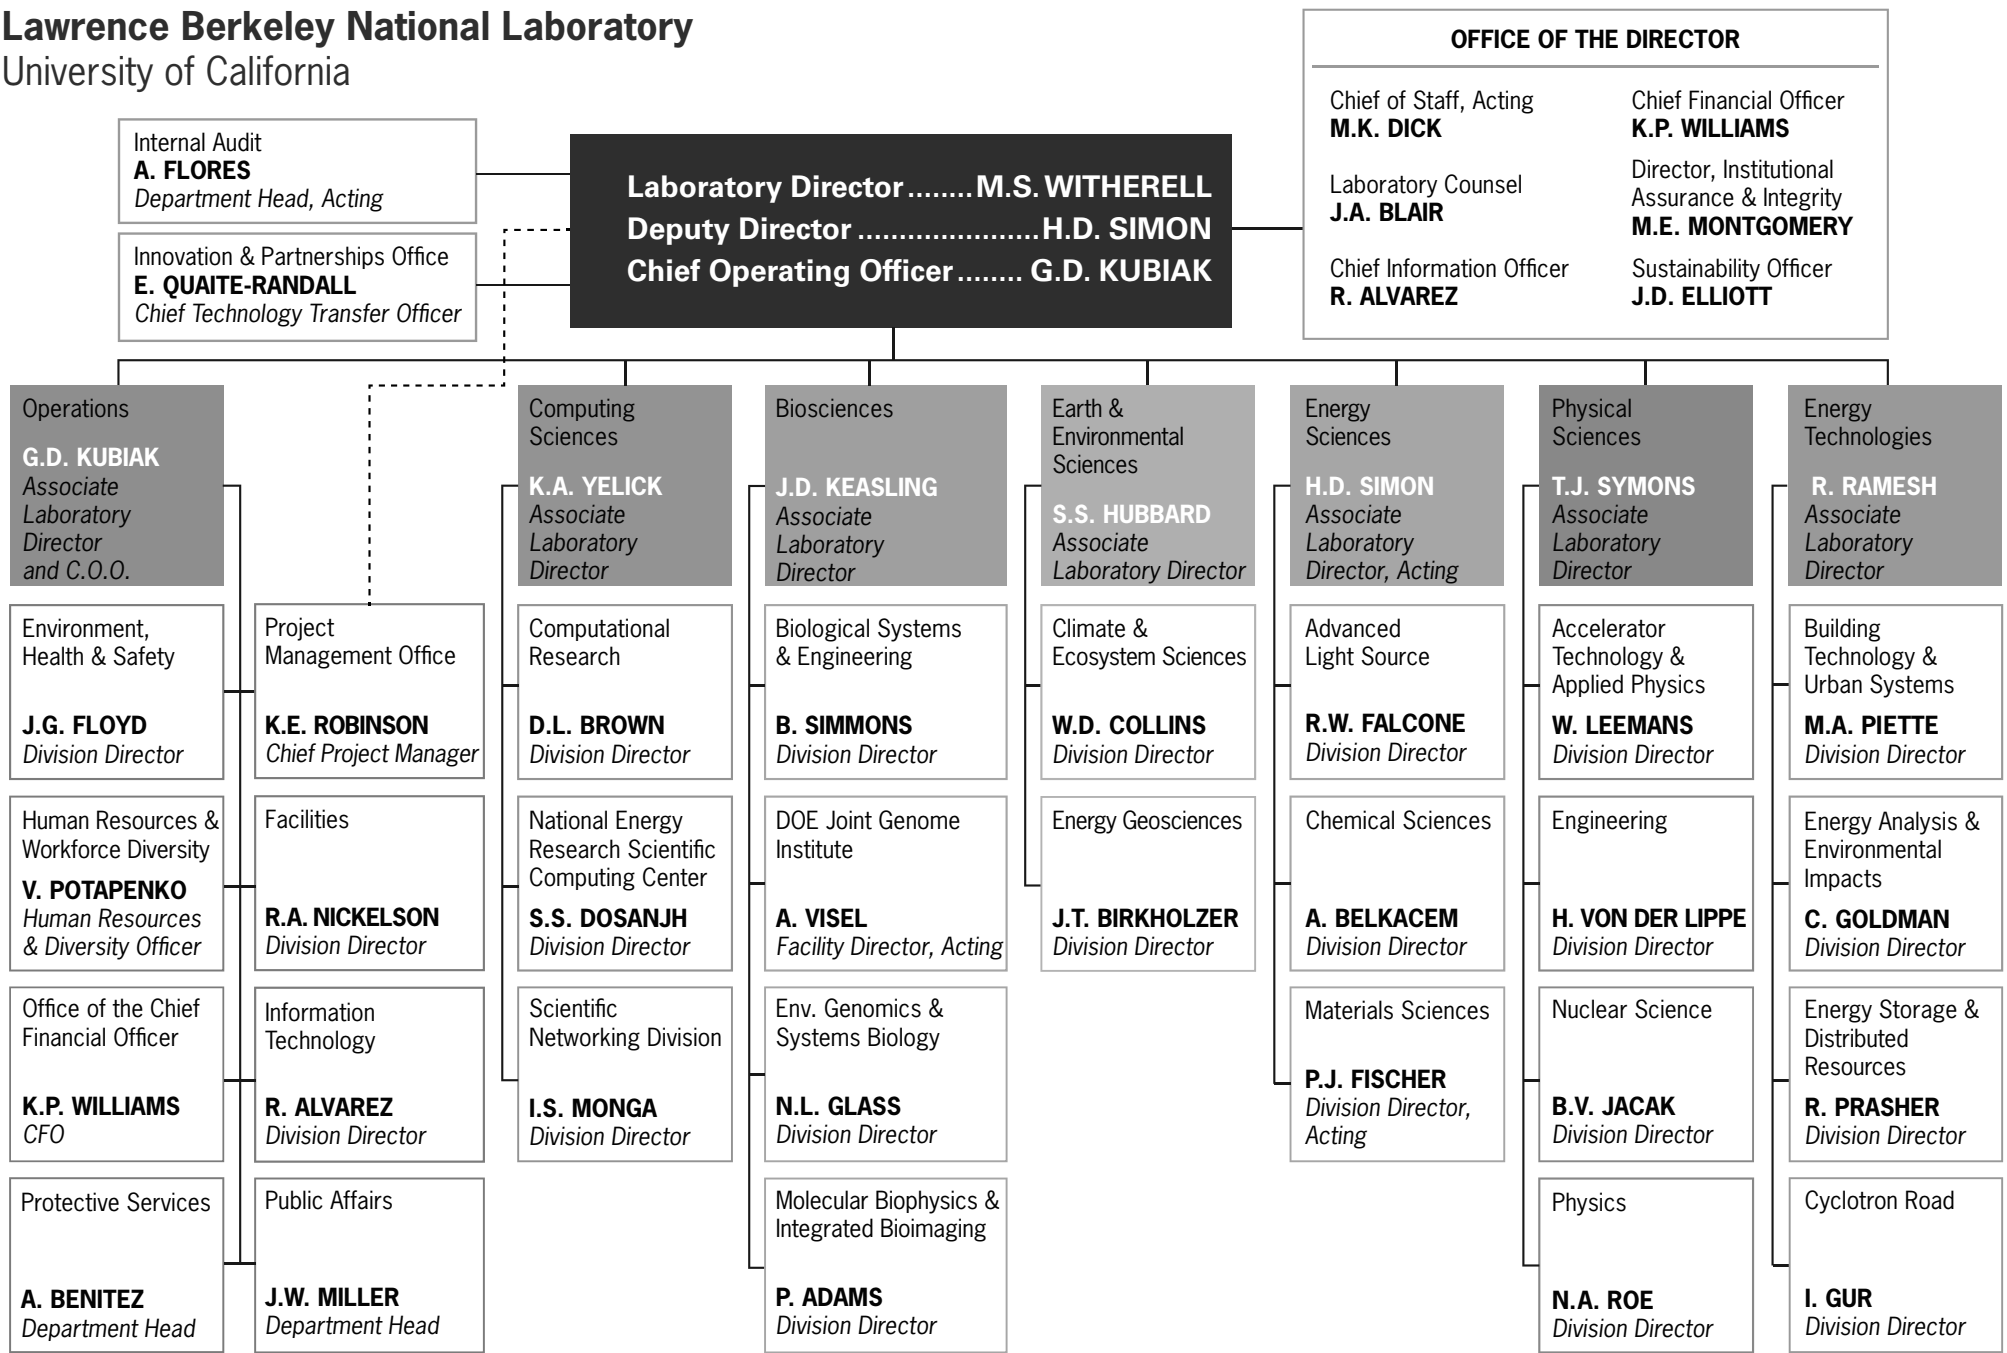 Lawrence Berkeley National Laboratory
University of California
OFFICE OF THE DIRECTOR
Chief of Staff, Acting
M.K. DICK
Chief Financial Officer
K.P. WILLIAMS
Laboratory Counsel
J.A. BLAIR
Director, Institutional
Assurance & Integrity
M.E. MONTGOMERY
Chief Information Officer
R. ALVAREZ
Sustainability Officer
J.D. ELLIOTT
Internal Audit
A. FLORES
Department Head, Acting
Innovation & Partnerships Office
E. QUAITE-RANDALL
Chief Technology Transfer Officer
Laboratory Director ........ M.S. WITHERELL
Deputy Director ...................... H.D. SIMON
Chief Operating Officer ........ G.D. KUBIAK
Operations
G.D. KUBIAK
Associate
Laboratory
Director
and C.O.O.
Environment,
Health & Safety
J.G. FLOYD
Division Director
Project
Management Office
K.E. ROBINSON
Chief Project Manager
Human Resources &
Workforce Diversity
V. POTAPENKO
Human Resources
& Diversity Officer
Facilities
R.A. NICKELSON
Division Director
Office of the Chief
Financial Officer
K.P. WILLIAMS
CFO
Information
Technology
R. ALVAREZ
Division Director
Protective Services
A. BENITEZ
Department Head
Public Affairs
J.W. MILLER
Department Head
Computing
Sciences
K.A. YELICK
Associate
Laboratory
Director
Computational
Research
D.L. BROWN
Division Director
National Energy
Research Scientific
Computing Center
S.S. DOSANJH
Division Director
Scientific
Networking Division
I.S. MONGA
Division Director
Biosciences
J.D. KEASLING
Associate
Laboratory
Director
Biological Systems
& Engineering
B. SIMMONS
Division Director
DOE Joint Genome
Institute
A. VISEL
Facility Director, Acting
Env. Genomics &
Systems Biology
N.L. GLASS
Division Director
Molecular Biophysics &
Integrated Bioimaging
P. ADAMS
Division Director
Earth &
Environmental
Sciences
S.S. HUBBARD
Associate
Laboratory Director
Climate &
Ecosystem Sciences
W.D. COLLINS
Division Director
Energy Geosciences
J.T. BIRKHOLZER
Division Director
Energy
Sciences
H.D. SIMON
Associate
Laboratory
Director, Acting
Advanced
Light Source
R.W. FALCONE
Division Director
Chemical Sciences
A. BELKACEM
Division Director
Materials Sciences
P.J. FISCHER
Division Director,
Acting
Physical
Sciences
T.J. SYMONS
Associate
Laboratory
Director
Accelerator
Technology &
Applied Physics
W. LEEMANS
Division Director
Engineering
H. VON DER LIPPE
Division Director
Nuclear Science
B.V. JACAK
Division Director
Physics
N.A. ROE
Division Director
Energy
Technologies
R. RAMESH
Associate
Laboratory
Director
Building
Technology &
Urban Systems
M.A. PIETTE
Division Director
Energy Analysis &
Environmental
Impacts
C. GOLDMAN
Division Director
Energy Storage &
Distributed
Resources
R. PRASHER
Division Director
Cyclotron Road
I. GUR
Division Director